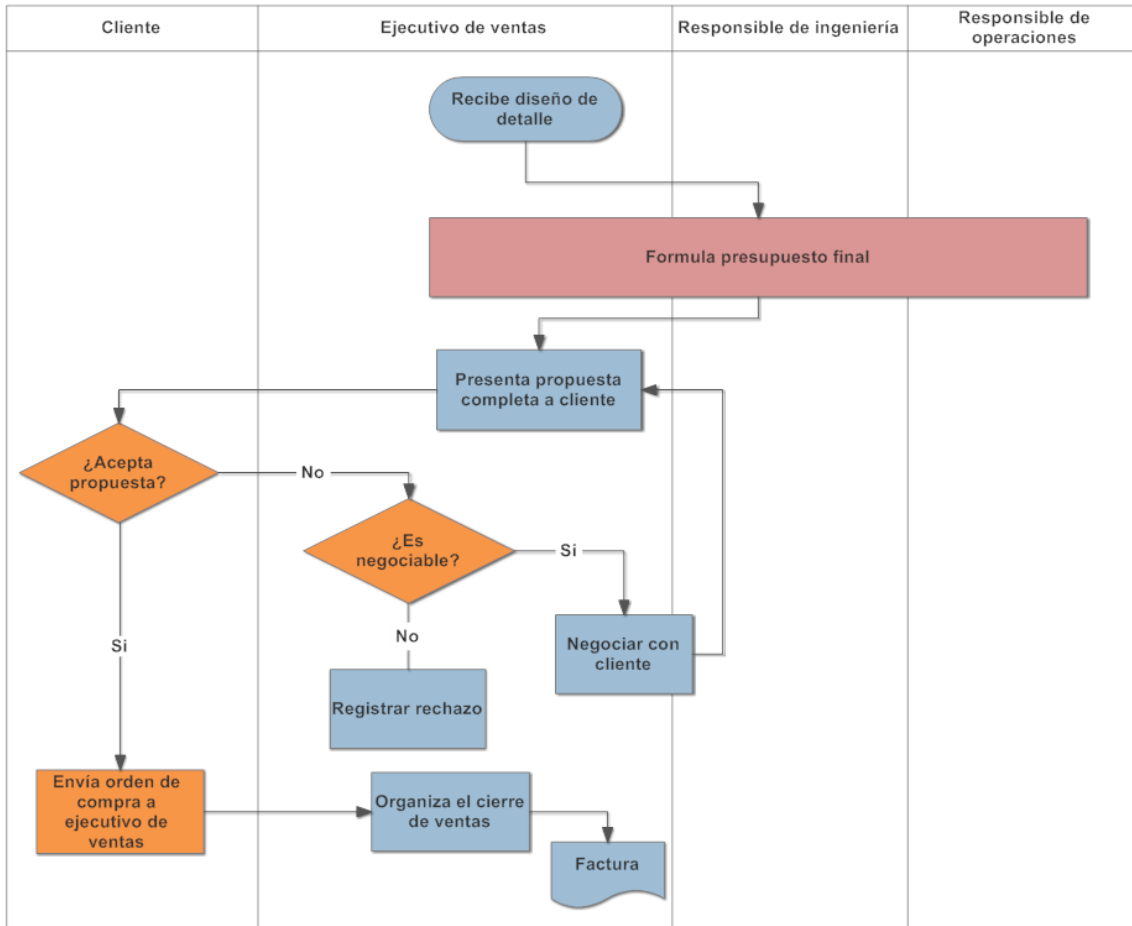 Cliente
Ejecutivo de ventas
Responsable de ingeniería
Responsible de
operaciones
Recibe diseño de
detalle
Formula presupuesto final
Presenta propuesta
completa a cliente
¿Acepta
propuesta?
No
¿Es
negociable?
Si
No
Si
Negociar con
cliente
Registrar rechazo
Envía orden de
compra a
ejecutivo de
ventas
Organiza el cierre
de ventas
Factura